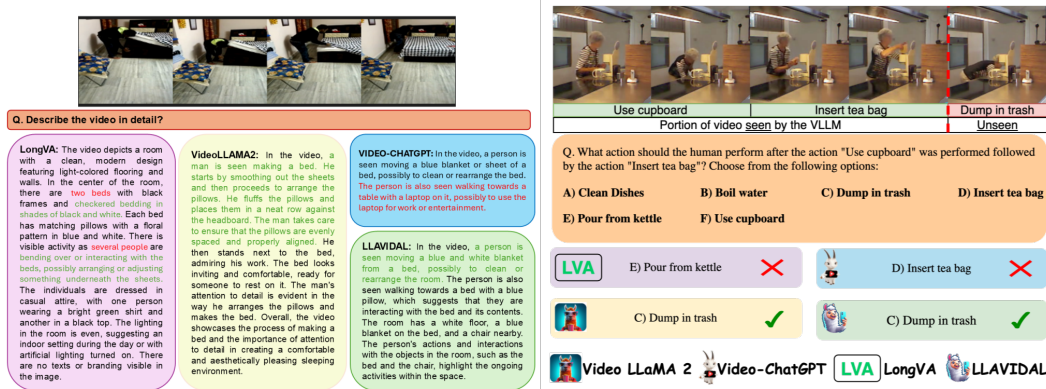 Q. Describe the video in detail?
LongVA: The video depicts a
room with a clean, modern design
featuring light-colored flooring and
walls. In the center of the room,
there are two beds with black
frames and checkered bedding in
shades of black and white. Each bed
has matching pillows with a floral
pattern in blue and white. There is
visible activity as several people are
bending over or interacting with the
beds, possibly arranging or adjusting
something underneath the sheets.
The individuals are dressed in
casual attire, with one person
wearing a bright green shirt and
another in a black top. The lighting
in the room is even, suggesting an
indoor setting during the day or with
artificial lighting turned on. There
are no texts or branding visible in
the image.
VideoLLAMA2: In the video, a
man is seen making a bed. He
starts by smoothing out the sheets
and then proceeds to arrange the
pillows. He fluffs the pillows and
places them in a neat row against
the headboard. The man takes care
to ensure that the pillows are evenly
spaced and properly aligned. He
then stands next to the bed,
admiring his work. The bed looks
inviting and comfortable, ready for
someone to rest on it. The man's
attention to detail is evident in the
way he arranges the pillows and
makes the bed. Overall, the video
showcases the process of making a
bed and the importance of attention
to detail in creating a comfortable
and aesthetically pleasing sleeping
environment.
VIDEO-CHATGPT: In the video, a person is
seen moving a blue blanket or sheet of a
bed, possibly to clean or rearrange the bed.
The person is also seen walking towards a
table with a laptop on it, possibly to use the
laptop for work or entertainment.
LLAVIDAL: In the video, a person is
seen moving a blue and white blanket
from a bed, possibly to clean or
rearrange the room. The person is also
seen walking towards a bed with a blue
pillow, which suggests that they are
interacting with the bed and its contents.
The room has a white floor, a blue
blanket on the bed, and a chair nearby.
The person's actions and interactions
with the objects in the room, such as the
bed and the chair, highlight the ongoing
activities within the space.
Use cupboard Insert tea bag Dump in trash
Portion of video seen by the VLLM Unseen
Q. What action should the human perform after the action "Use cupboard" was performed followed
by the action "Insert tea bag"? Choose from the following options:
A) Clean Dishes B) Boil water C) Dump in trash D) Insert tea bag
E) Pour from kettle F) Use cupboard
LVA E) Pour from kettle D) Insert tea bag
C) Dump in trash C) Dump in trash
Video LLaMA 2 Video-ChatGPT LVA LongVA LLAVIDAL